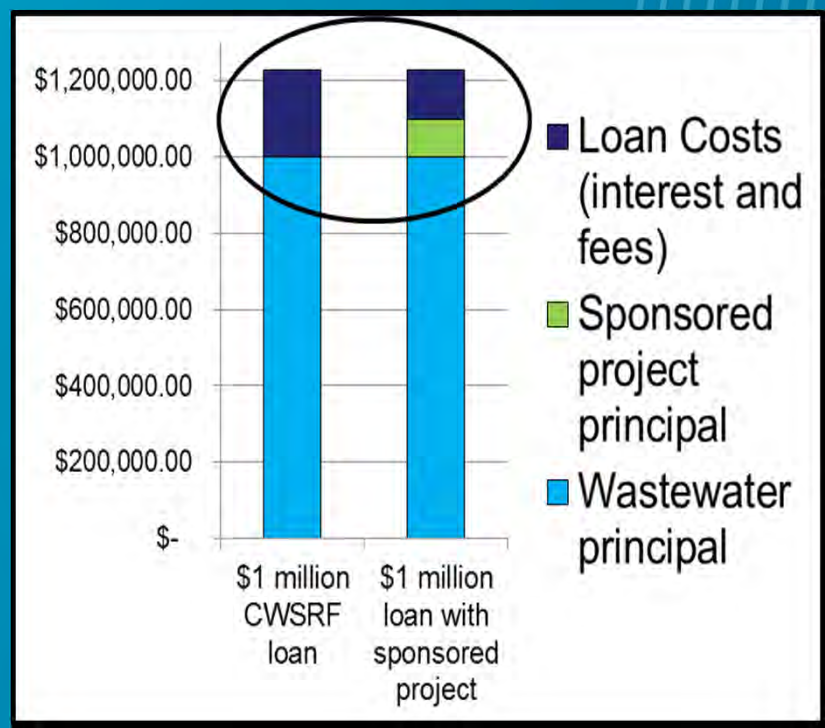 $1,200,000.00
$1,000,000.00
$800,000.00
$600,000.00
$400,000.00
$200,000.00
$-
$1 million
CWSRF
loan
$1 million
loan with
sponsored
project
Loan Costs
(interest and
fees)
Sponsored
project
principal
Wastewater
principal